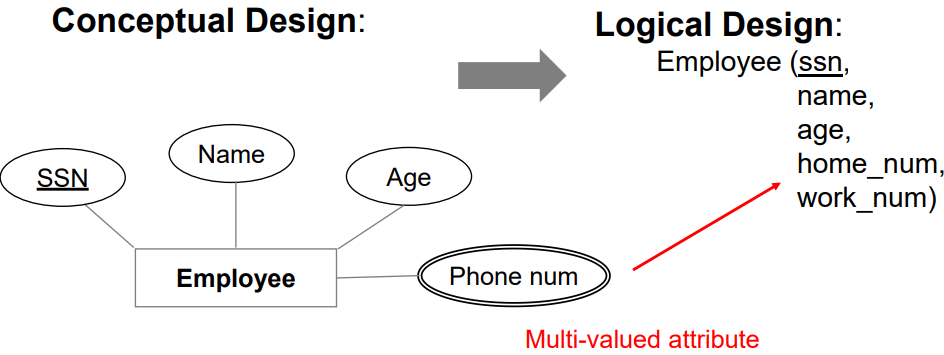 Conceptual Design:
Logical Design:
Employee (ssn,
name,
age,
home_num,
work_num)
SSN
Name
Age
Employee
Phone num
Multi-valued attribute